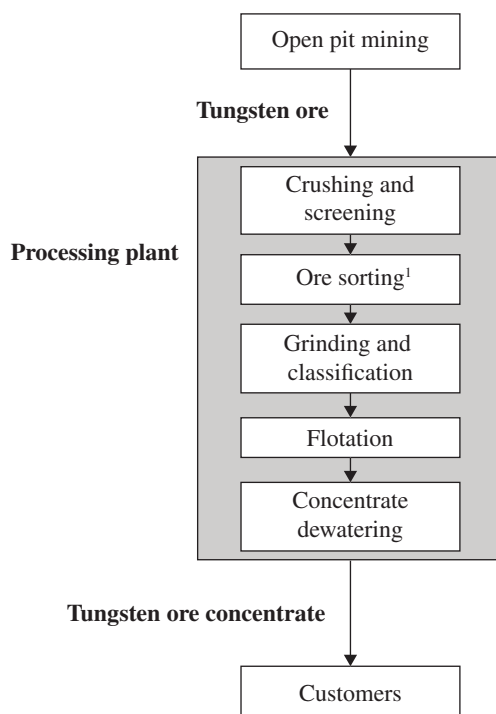 Open pit mining
Tungsten ore
Crushing and
screening
Processing plant
Ore sorting¹
Grinding and
classification
Flotation
Concentrate
dewatering
Tungsten ore concentrate
Customers